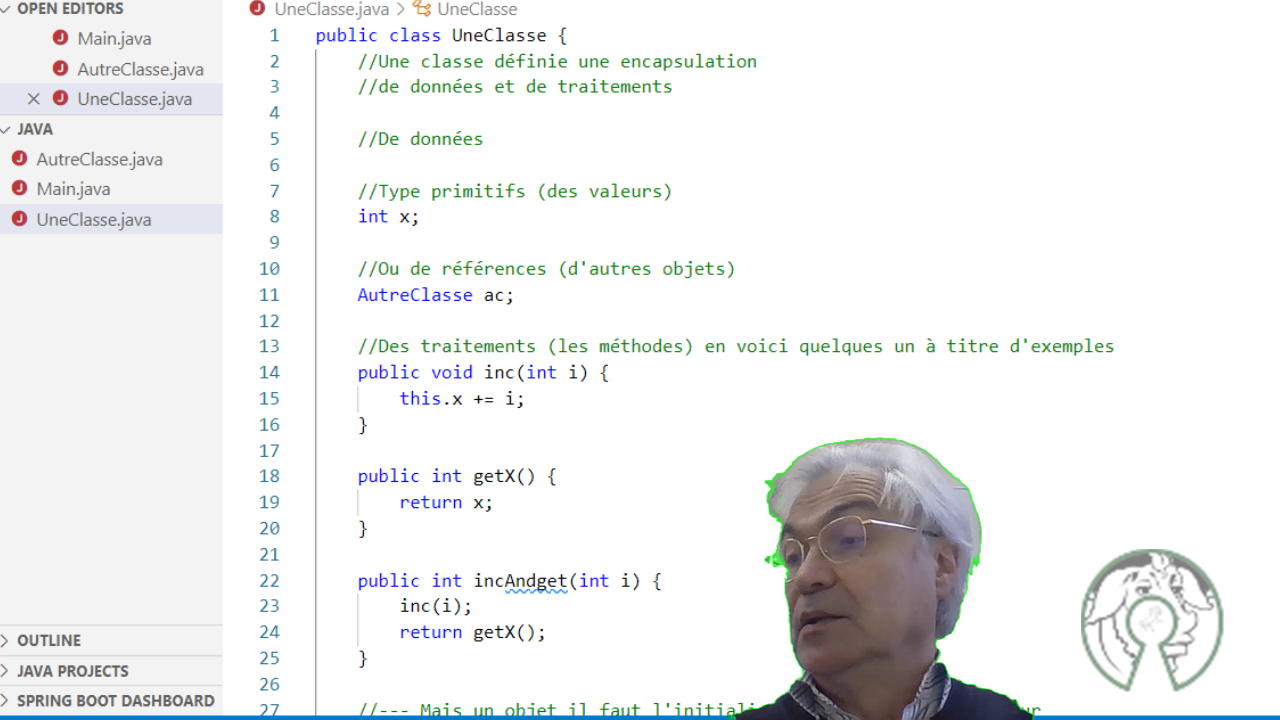 OPEN EDITORS
Main.java
AutreClasse.java
UneClasse.java
JAVA
AutreClasse.java
Main.java
UneClasse.java
OUTLINE
JAVA PROJECTS
SPRING BOOT DASHBOARD
UneClasse.java > UneClasse
1 public class UneClasse {
2 //Une classe définie une encapsulation
3 //de données et de traitements
4
5 //De données
6
7 //Type primitifs (des valeurs)
8 int x;
9
10 //Ou de références (d'autres objets)
11 AutreClasse ac;
12
13 //Des traitements (les méthodes) en voici quelques un à titre d'exemples
14 public void inc(int i) {
15 this.x += i;
16 }
17
18 public int getX() {
19 return x;
20 }
21
22 public int incAndget(int i) {
23 inc(i);
24 return getX();
25 }
26
27 //--- Mais un objet il faut